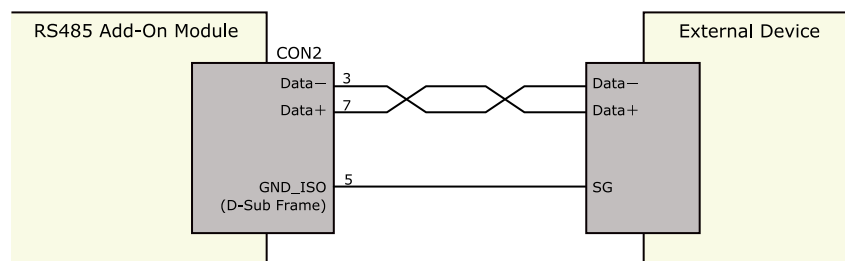 RS485 Add-On Module
External Device
CON2
Data− 3 Data−
Data+ 7 Data+
GND_ISO 5 SG
(D-Sub Frame)